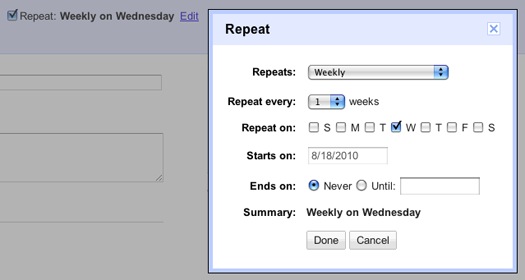 Repeat: Weekly on Wednesday Edit
Repeat
Repeats: Weekly
Repeat every: 1 weeks
Repeat on: S M T W T F S
Starts on: 8/18/2010
Ends on: Never Until:
Summary: Weekly on Wednesday
Done Cancel